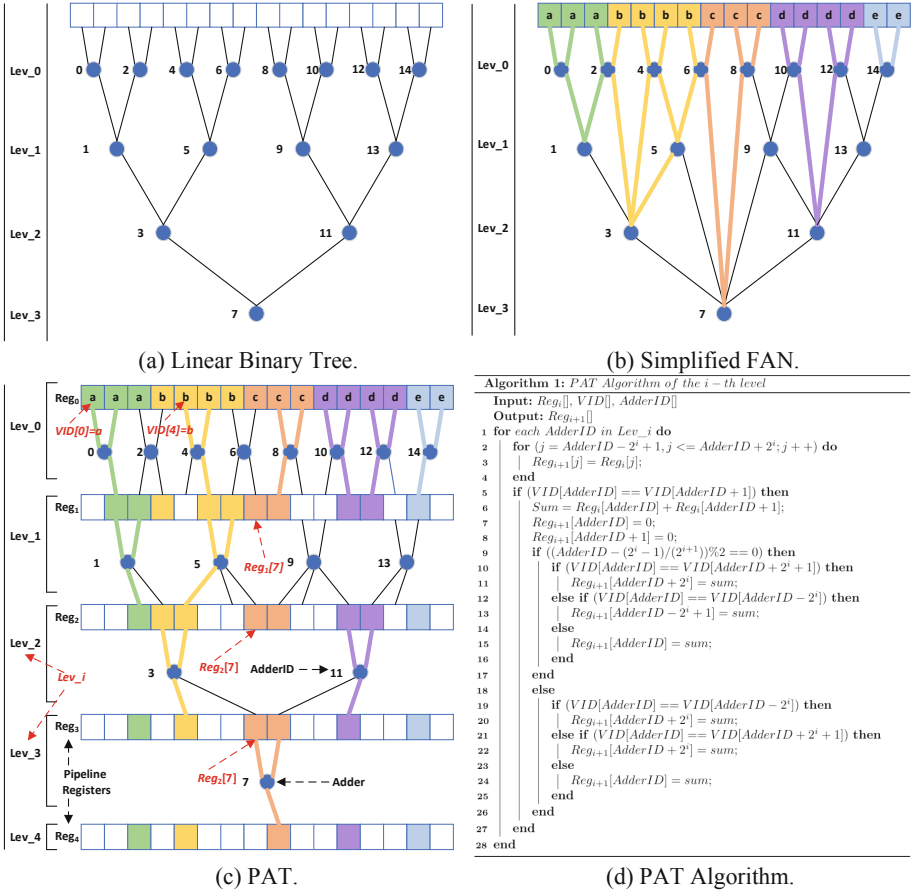 Lev_0
0 2 4 6 8 10 12 14
Lev_1
1 5 9 13
Lev_2
3 11
Lev_3
7
(a) Linear Binary Tree.
a a a b b b b c c c d d d d e e
Lev_0
0 2 4 6 8 10 12 14
Lev_1
1 5 9 13
Lev_2
3 11
Lev_3
7
(b) Simplified FAN.
Reg0 a a a b b b b c c c d d d d e e
VID[0]=a VID[4]=b
Lev_0
0 2 4 6 8 10 12 14
Reg1
Lev_1
1 5 Reg1[7] 9 13
Reg2
Lev_2
Reg2[7]
3 AdderID 11
Lev_i
Reg3
Lev_3
Reg2[7]
Pipeline
Registers
7 Adder
Lev_4 Reg4
(c) PAT.
Algorithm 1: PAT Algorithm of the i − th level
Input: Regi[], VID[], AdderID[]
Output: Regi+1[]
1 for each AdderID in Lev_i do
2 for (j = AdderID − 2^i + 1, j <= AdderID + 2^i; j + +) do
3 Regi+1[j] = Regi[j];
4 end
5 if (VID[AdderID] == VID[AdderID + 1]) then
6 Sum = Regi[AdderID] + Regi[AdderID + 1];
7 Regi+1[AdderID] = 0;
8 Regi+1[AdderID + 1] = 0;
9 if ((AdderID − (2^i − 1)/(2^i+1))%2 == 0) then
10 if (VID[AdderID] == VID[AdderID + 2^i + 1]) then
11 Regi+1[AdderID + 2^i] = sum;
12 else if (VID[AdderID] == VID[AdderID − 2^i]) then
13 Regi+1[AdderID − 2^i + 1] = sum;
14 else
15 Regi+1[AdderID] = sum;
16 end
17 end
18 else
19 if (VID[AdderID] == VID[AdderID − 2^i]) then
20 Regi+1[AdderID + 2^i] = sum;
21 else if (VID[AdderID] == VID[AdderID + 2^i + 1]) then
22 Regi+1[AdderID + 2^i] = sum;
23 else
24 Regi+1[AdderID] = sum;
25 end
26 end
27 end
28 end
(d) PAT Algorithm.